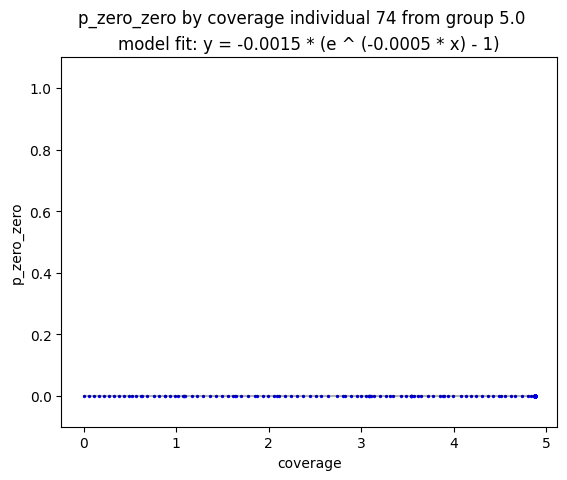 p_zero_zero by coverage individual 74 from group 5.0
model fit: y = -0.0015 * (e ^ (-0.0005 * x) - 1)
1.0
0.8
0.6
0.4
0.2
0.0
p_zero_zero
0 1 2 3 4 5
coverage